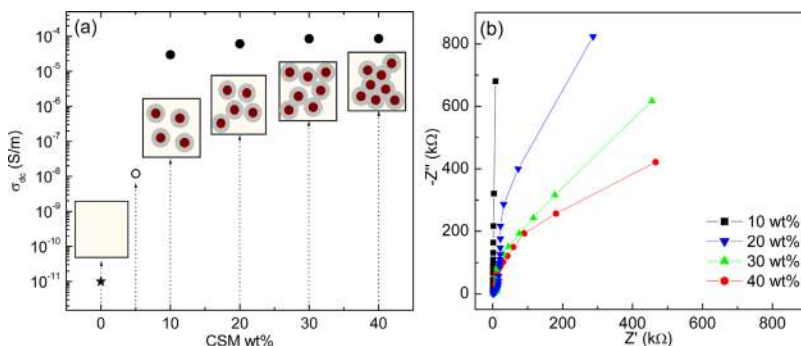 (a)
10⁻⁴
10⁻⁵
10⁻⁶
10⁻⁷
10⁻⁸
10⁻⁹
10⁻¹⁰
10⁻¹¹
σdc (S/m)
0 10 20 30 40
CSM wt%
(b)
800
600
400
200
0
-Z'' (kΩ)
10 wt%
20 wt%
30 wt%
40 wt%
0 200 400 600 800
Z' (kΩ)